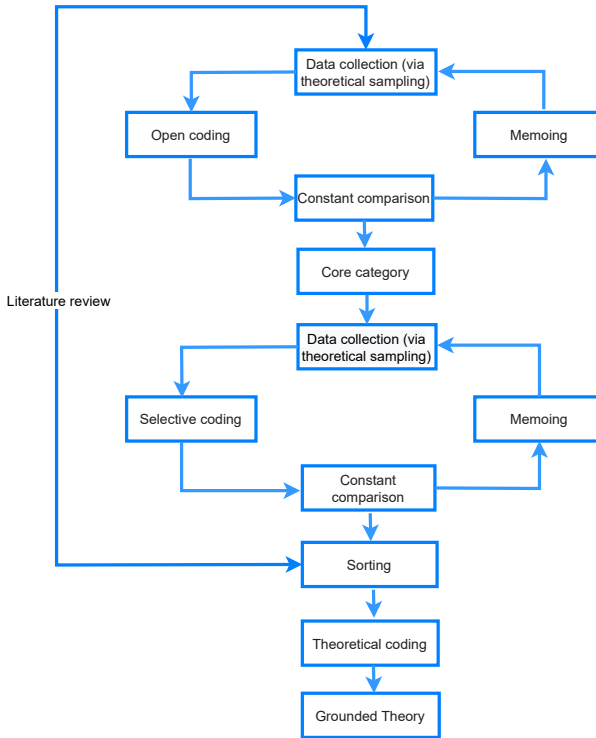 Data collection (via
theoretical sampling)
Open coding
Memoing
Constant comparison
Core category
Literature review
Data collection (via
theoretical sampling)
Selective coding
Memoing
Constant
comparison
Sorting
Theoretical coding
Grounded Theory